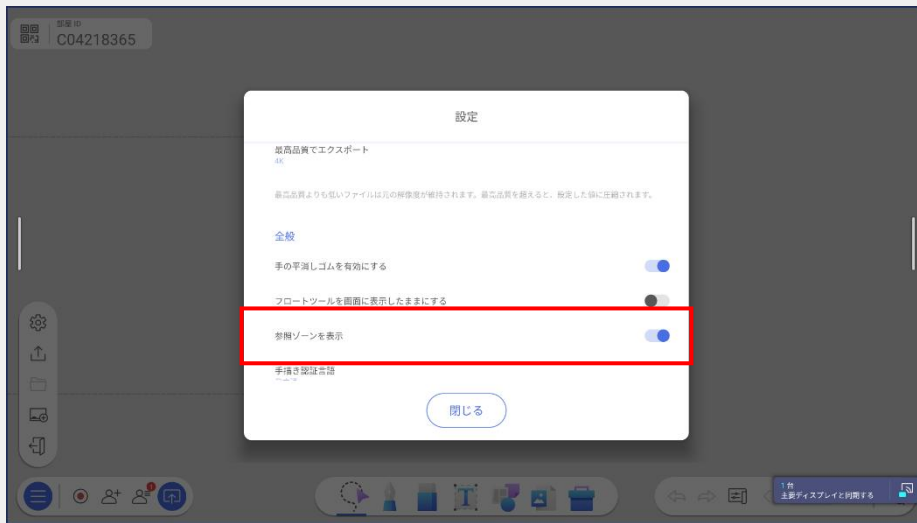 部屋 ID
C04218365
設定
最高品質でエクスポート
4K
最高品質よりも低いファイルは元の解像度が維持されます。最高品質を超えると、設定した値に圧縮されます。
全般
手の平消しゴムを有効にする
フロートツールを画面に表示したままにする
参照ゾーンを表示
手描き認証言語
閉じる
1
T
1 台
主要ディスプレイと同期する